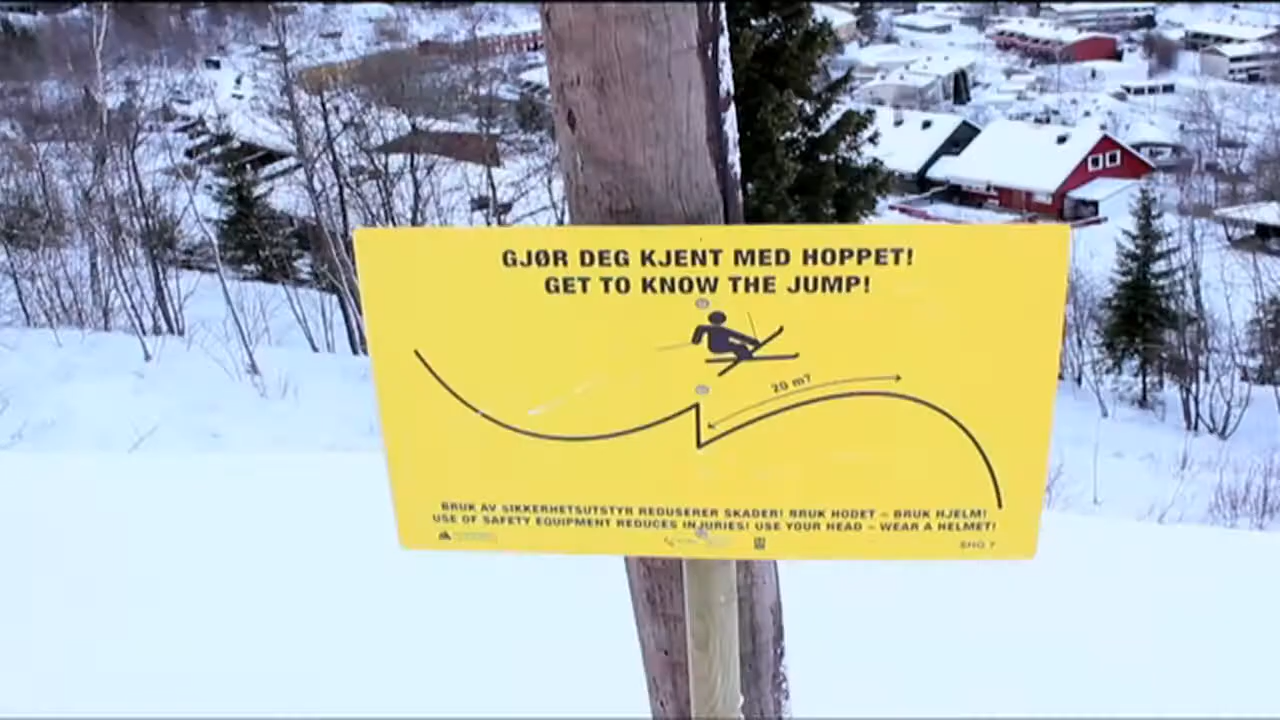 GJØR DEG KJENT MED HOPPET!
GET TO KNOW THE JUMP!
20 m?
BRUK AV SIKKERHETSUTSTYR REDUSERER SKADER! BRUK HODET – BRUK HJELM!
USE OF SAFETY EQUIPMENT REDUCES INJURIES! USE YOUR HEAD – WEAR A HELMET!